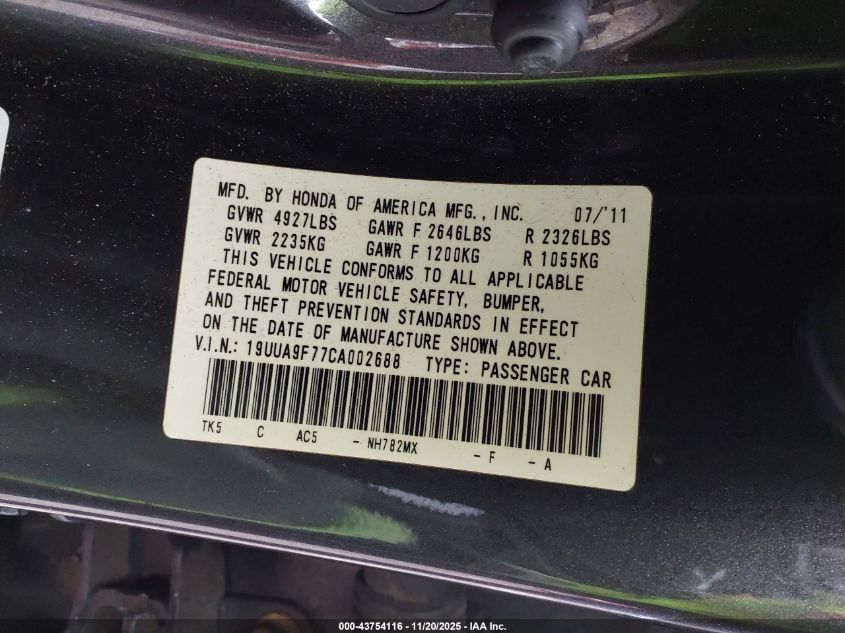 MFD. BY HONDA OF AMERICA MFG., INC. 07/'11
GVWR 4927LBS GAWR F 2646LBS R 2326LBS
GVWR 2235KG GAWR F 1200KG R 1055KG
THIS VEHICLE CONFORMS TO ALL APPLICABLE
FEDERAL MOTOR VEHICLE SAFETY, BUMPER,
AND THEFT PREVENTION STANDARDS IN EFFECT
ON THE DATE OF MANUFACTURE SHOWN ABOVE.
V.I.N.: 19UUA9F77CA002688 TYPE: PASSENGER CAR
TK5 C AC5 - NH782MX - F - A
000-43754116 - 11/20/2025 - IAA Inc.